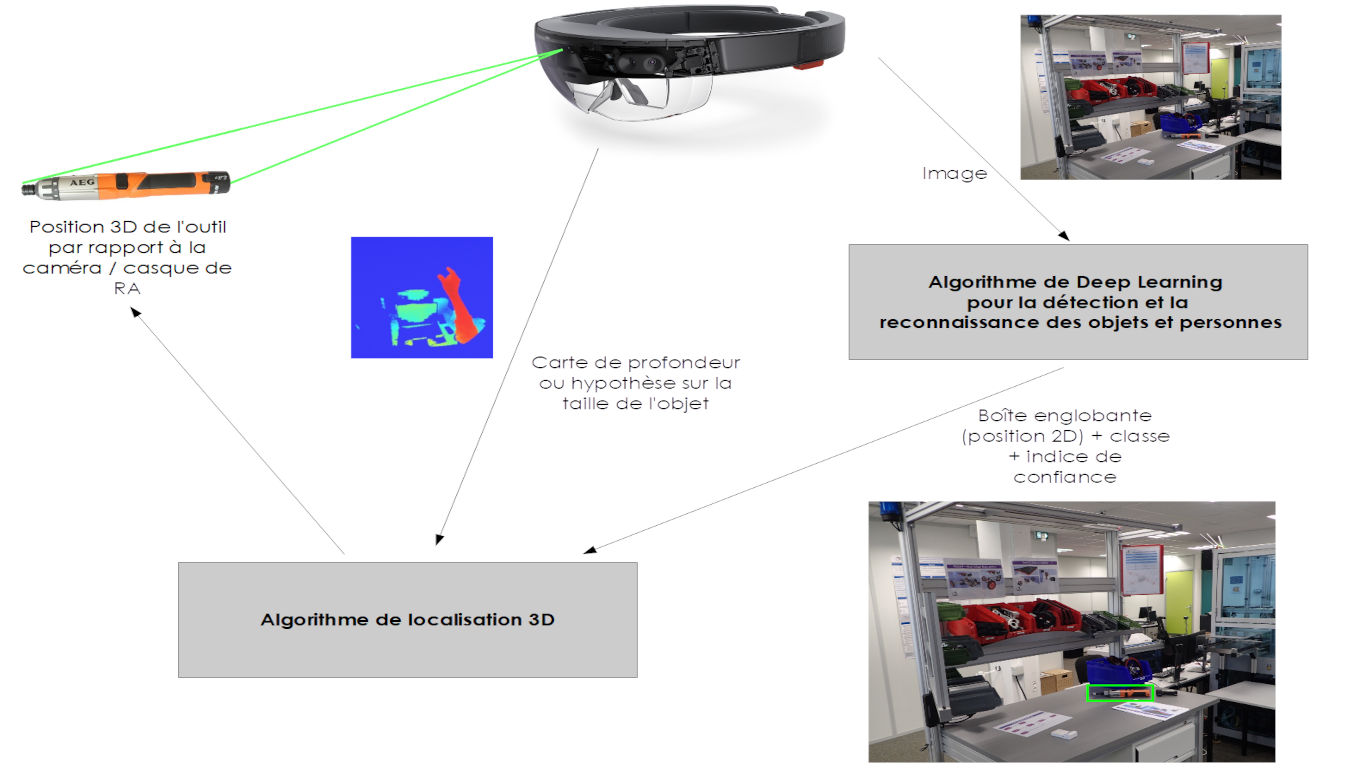 Image
AEG
Position 3D de l'outil
par rapport à la
caméra / casque de
RA
Algorithme de Deep Learning
pour la détection et la
reconnaissance des objets et personnes
Carte de profondeur
ou hypothèse sur la
taille de l'objet
Boîte englobante
(position 2D) + classe
+ indice de
confiance
Algorithme de localisation 3D